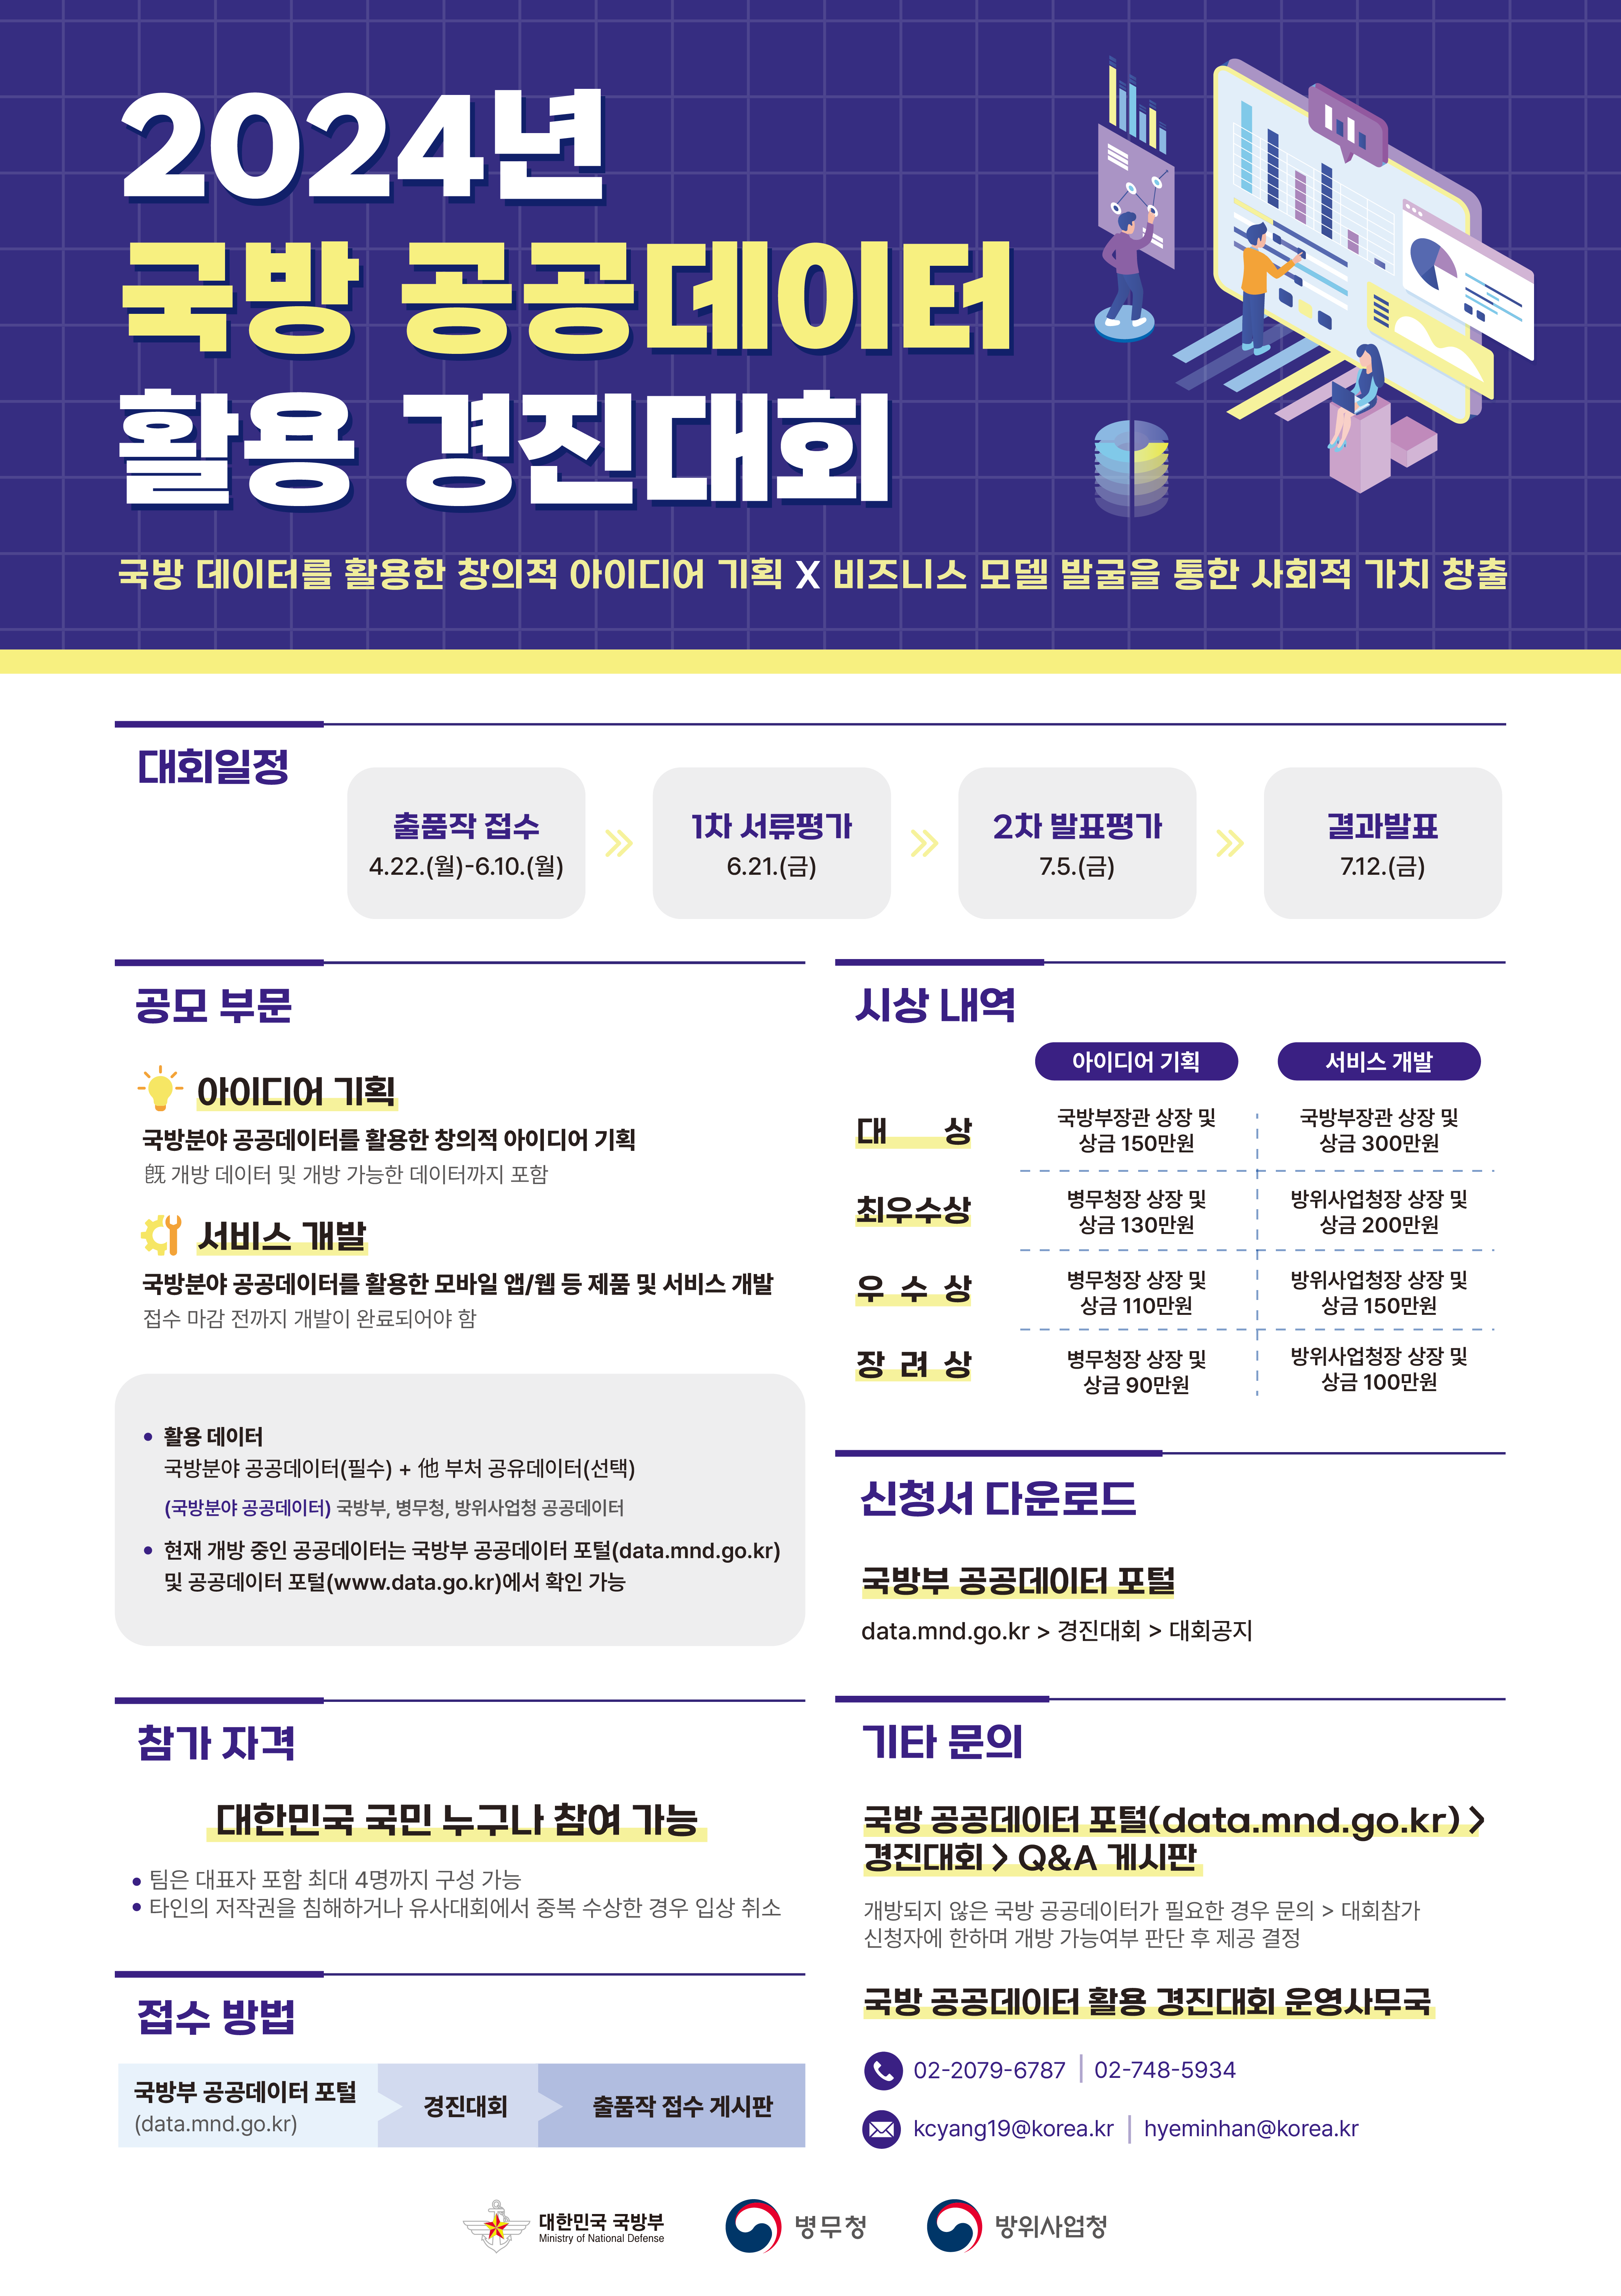 2024년
국방 공공데이터
활용 경진대회
국방 데이터를 활용한 창의적 아이디어 기획 X 비즈니스 모델 발굴을 통한 사회적 가치 창출
대회일정
출품작 접수
4.22.(월)-6.10.(월)
1차 서류평가
6.21.(금)
2차 발표평가
7.5.(금)
결과발표
7.12.(금)
공모 부문
아이디어 기획
국방분야 공공데이터를 활용한 창의적 아이디어 기획
旣 개방 데이터 및 개방 가능한 데이터까지 포함
서비스 개발
국방분야 공공데이터를 활용한 모바일 앱/웹 등 제품 및 서비스 개발
접수 마감 전까지 개발이 완료되어야 함
• 활용 데이터
국방분야 공공데이터(필수) + 他 부처 공유데이터(선택)
(국방분야 공공데이터) 국방부, 병무청, 방위사업청 공공데이터
• 현재 개방 중인 공공데이터는 국방부 공공데이터 포털(data.mnd.go.kr)
및 공공데이터 포털(www.data.go.kr)에서 확인 가능
시상 내역
아이디어 기획 서비스 개발
대 상
국방부장관 상장 및
상금 150만원
국방부장관 상장 및
상금 300만원
최우수상
병무청장 상장 및
상금 130만원
방위사업청장 상장 및
상금 200만원
우 수 상
병무청장 상장 및
상금 110만원
방위사업청장 상장 및
상금 150만원
장 려 상
병무청장 상장 및
상금 90만원
방위사업청장 상장 및
상금 100만원
신청서 다운로드
국방부 공공데이터 포털
data.mnd.go.kr > 경진대회 > 대회공지
참가 자격
대한민국 국민 누구나 참여 가능
• 팀은 대표자 포함 최대 4명까지 구성 가능
• 타인의 저작권을 침해하거나 유사대회에서 중복 수상한 경우 입상 취소
접수 방법
국방부 공공데이터 포털
(data.mnd.go.kr)
경진대회
출품작 접수 게시판
기타 문의
국방 공공데이터 포털(data.mnd.go.kr) >
경진대회 > Q&A 게시판
개방되지 않은 국방 공공데이터가 필요한 경우 문의 > 대회참가
신청자에 한하며 개방 가능여부 판단 후 제공 결정
국방 공공데이터 활용 경진대회 운영사무국
02-2079-6787 | 02-748-5934
kcyang19@korea.kr | hyeminhan@korea.kr
대한민국 국방부
Ministry of National Defense
병무청
방위사업청